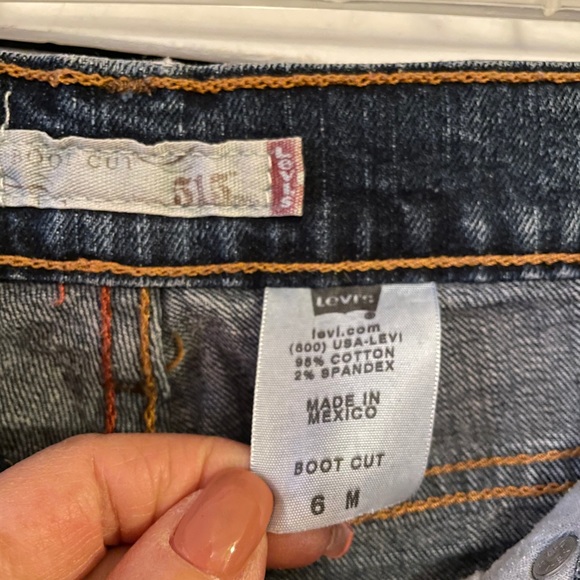 BOOT CUT
515
LEVI'S
LEVI'S
levi.com
(800) USA-LEVI
98% COTTON
2% SPANDEX
MADE IN
MEXICO
BOOT CUT
6 M